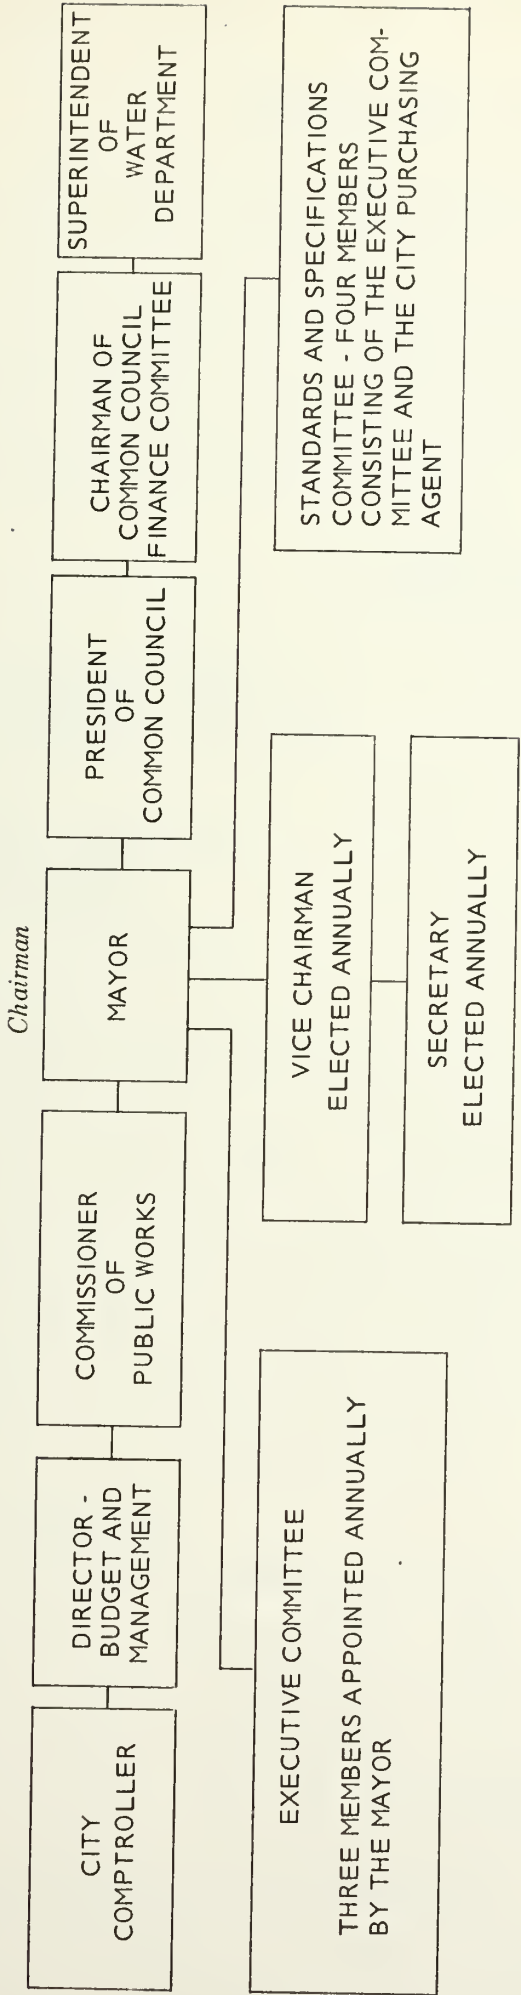 Chairman
CITY
COMPTROLLER
DIRECTOR -
BUDGET AND
MANAGEMENT
COMMISSIONER
OF
PUBLIC WORKS
MAYOR
PRESIDENT
OF
COMMON COUNCIL
CHAIRMAN OF
COMMON COUNCIL
FINANCE COMMITTEE
SUPERINTENDENT
OF
WATER
DEPARTMENT
EXECUTIVE COMMITTEE
THREE MEMBERS APPOINTED ANNUALLY
BY THE MAYOR
VICE CHAIRMAN
ELECTED ANNUALLY
SECRETARY
ELECTED ANNUALLY
STANDARDS AND SPECIFICATIONS
COMMITTEE - FOUR MEMBERS
CONSISTING OF THE EXECUTIVE COM-
MITTEE AND THE CITY PURCHASING
AGENT